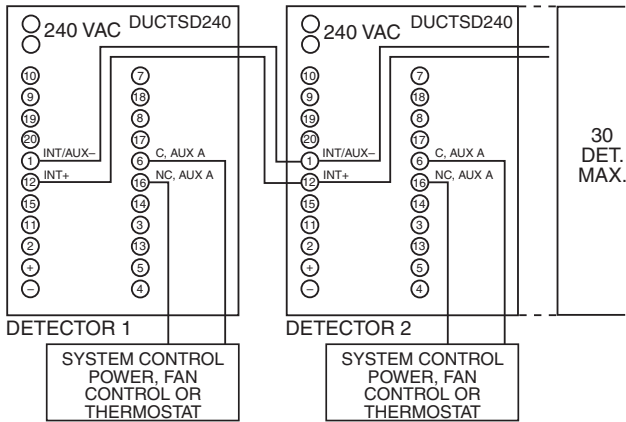 240 VAC DUCTSD240
240 VAC DUCTSD240
10 7
9 18
19 8
20 17
1 INT/AUX– 6 C, AUX A
12 INT+ 16 NC, AUX A
15 14
11 3
2 13
+ 5
– 4
10 7
9 18
19 8
20 17
1 INT/AUX– 6 C, AUX A
12 INT+ 16 NC, AUX A
15 14
11 3
2 13
+ 5
– 4
30
DET.
MAX.
DETECTOR 1
DETECTOR 2
SYSTEM CONTROL
POWER, FAN
CONTROL OR
THERMOSTAT
SYSTEM CONTROL
POWER, FAN
CONTROL OR
THERMOSTAT